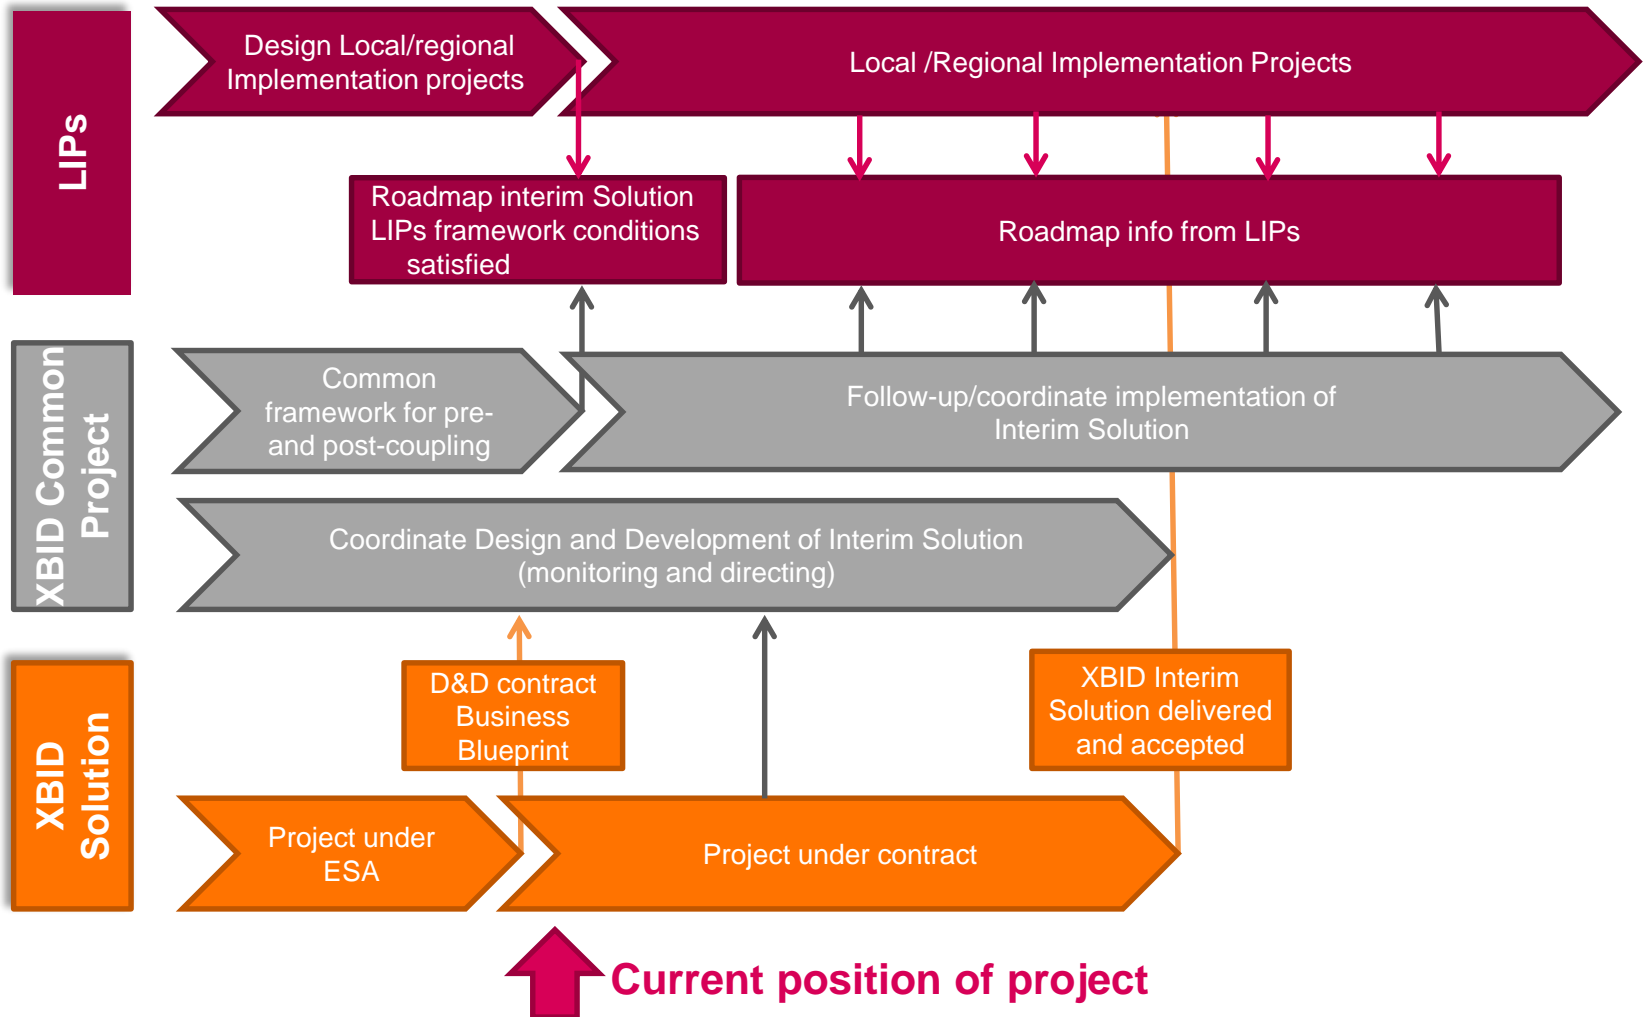 LIPs
Design Local/regional
Implementation projects
Local /Regional Implementation Projects
Roadmap interim Solution
LIPs framework conditions
satisfied
Roadmap info from LIPs
XBID Common
Project
Common
framework for pre-
and post-coupling
Follow-up/coordinate implementation of
Interim Solution
Coordinate Design and Development of Interim Solution
(monitoring and directing)
XBID
Solution
D&D contract
Business
Blueprint
XBID Interim
Solution delivered
and accepted
Project under
ESA
Project under contract
Current position of project